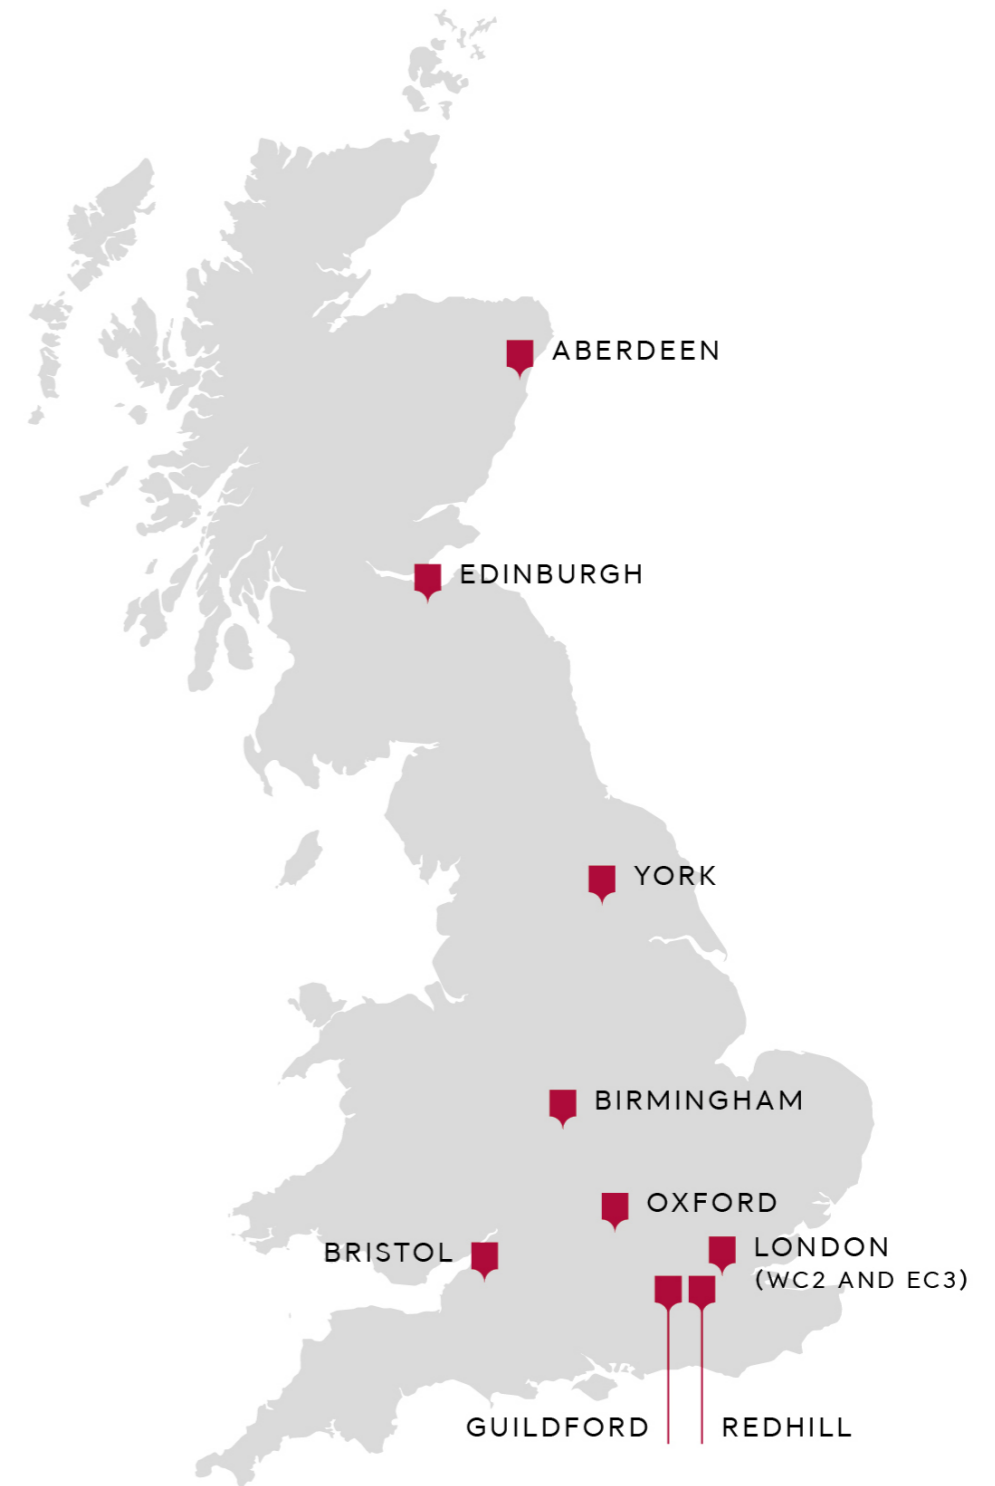 ABERDEEN
EDINBURGH
YORK
BIRMINGHAM
OXFORD
BRISTOL
LONDON
(WC2 AND EC3)
GUILDFORD
REDHILL